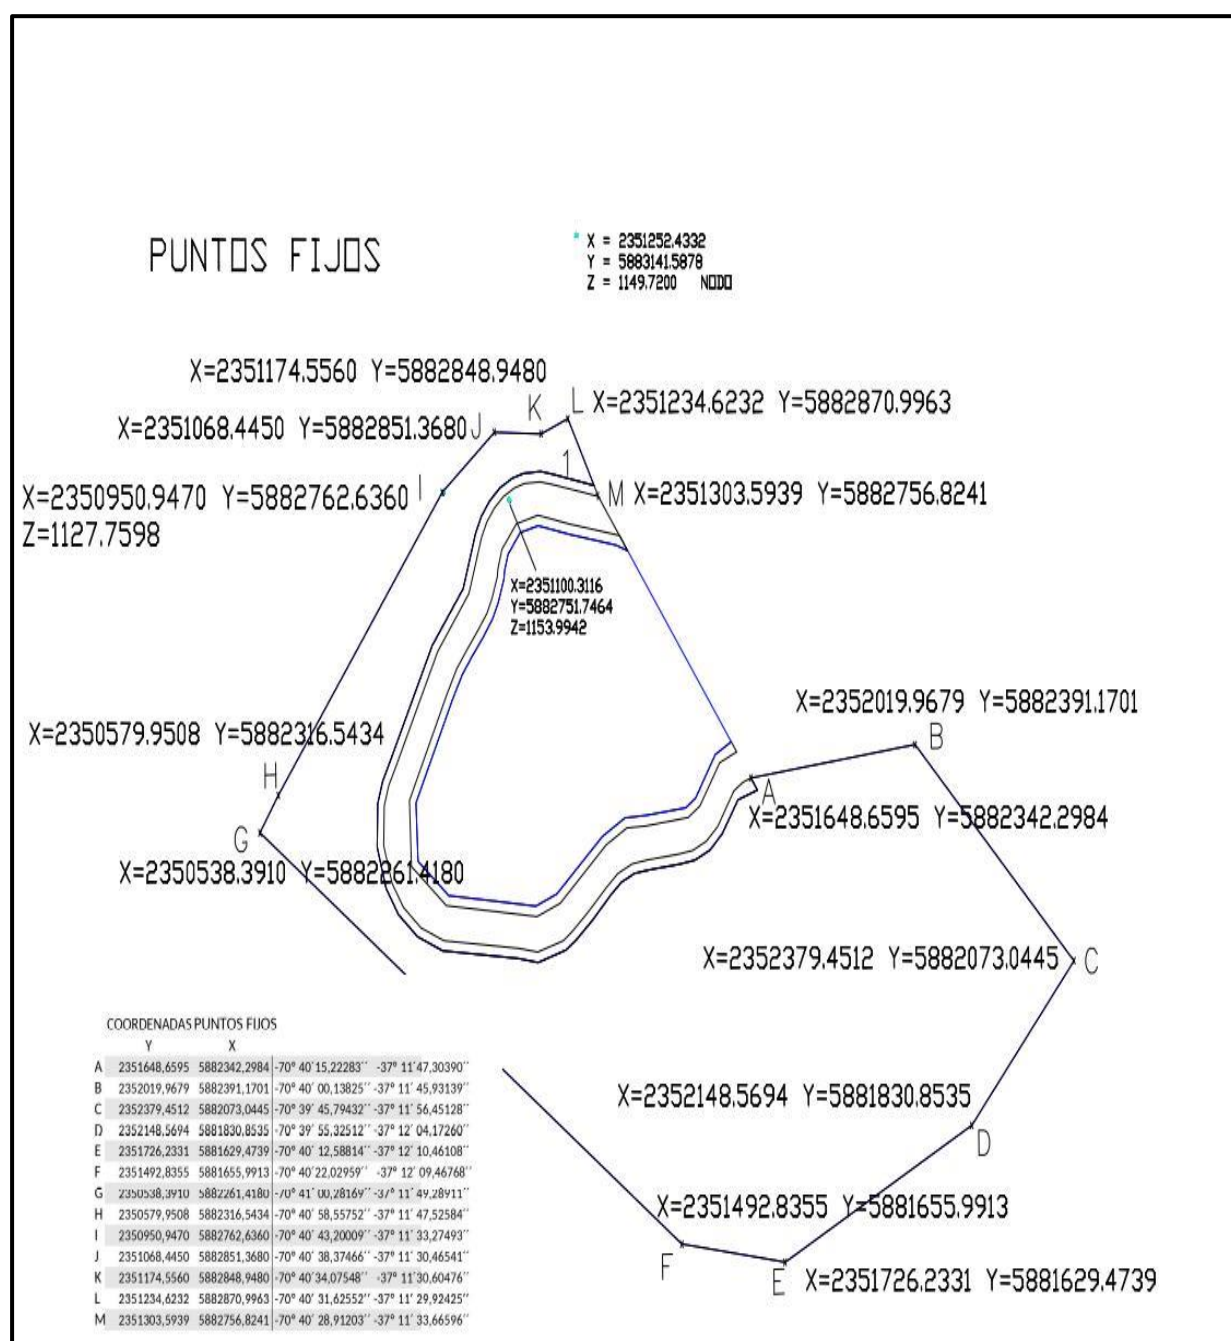 PUNTOS FIJOS
X = 2351252.4332
Y = 5883141.5878
Z = 1149.7200 NODO
X=2351174.5560 Y=5882848.9480
L X=2351234.6232 Y=5882870.9963
K
X=2351068.4450 Y=5882851.3680 J
1
X=2350950.9470 Y=5882762.6360 I
Z=1127.7598
M X=2351303.5939 Y=5882756.8241
X=2351100.3116
Y=5882751.7464
Z=1153.9942
X=2352019.9679 Y=5882391.1701
B
X=2350579.9508 Y=5882316.5434
H
A
X=2351648.6595 Y=5882342.2984
G
X=2350538.3910 Y=5882261.4180
X=2352379.4512 Y=5882073.0445 C
COORDENADAS PUNTOS FIJOS
Y X
A 2351648,6595 5882342,2984 -70° 40´15,22283´´ -37° 11´47,30390´´
B 2352019,9679 5882391,1701 -70° 40´ 00,13825´´ -37° 11´ 45,93139´´
C 2352379,4512 5882073,0445 -70° 39´ 45,79432´´ -37° 11´ 56,45128´´
D 2352148,5694 5881830,8535 -70° 39´ 55,32512´´ -37° 12´ 04,17260´´
E 2351726,2331 5881629,4739 -70° 40´ 12,58814´´ -37° 12´ 10,46108´´
F 2351492,8355 5881655,9913 -70° 40´22,02959´´ -37° 12´ 09,46768´´
G 2350538,3910 5882261,4180 -70° 41´ 00,28169´´ -37° 11´ 49,28911´´
H 2350579,9508 5882316,5434 -70° 40´ 58,55752´´ -37° 11´ 47,52584´´
I 2350950,9470 5882762,6360 -70° 40´ 43,20009´´ -37° 11´ 33,27493´´
J 2351068,4450 5882851,3680 -70° 40´ 38,37466´´ -37° 11´ 30,46541´´
K 2351174,5560 5882848,9480 -70° 40´34,07548´´ -37° 11´30,60476´´
L 2351234,6232 5882870,9963 -70° 40´ 31,62552´´ -37° 11´ 29,92425´´
M 2351303,5939 5882756,8241 -70° 40´ 28,91203´´ -37° 11´ 33,66596´´
X=2352148.5694 Y=5881830.8535
D
X=2351492.8355 Y=5881655.9913
F
E X=2351726.2331 Y=5881629.4739